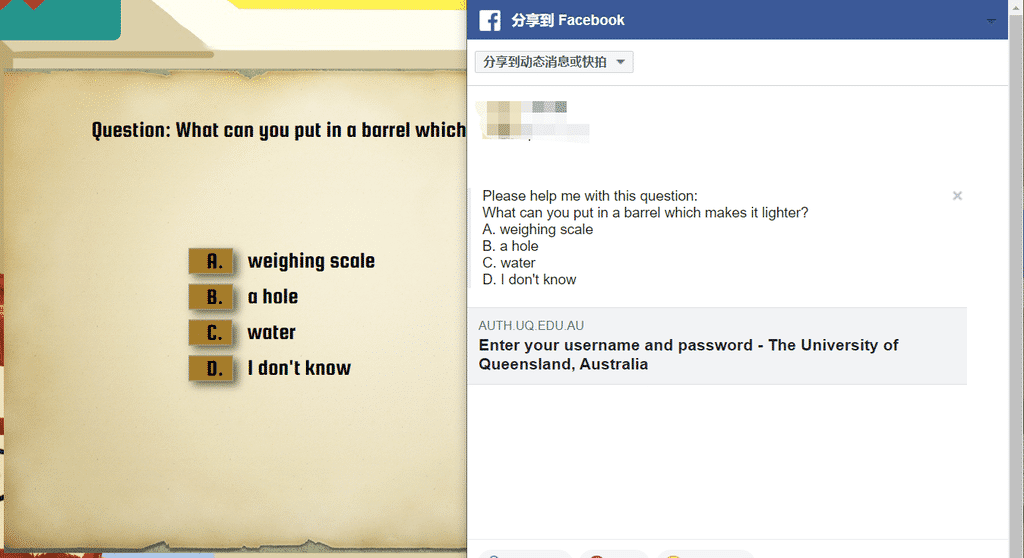 Question: What can you put in a barrel which
A. weighing scale
B. a hole
C. water
D. I don't know
分享到 Facebook
分享到动态消息或快拍
Please help me with this question:
What can you put in a barrel which makes it lighter?
A. weighing scale
B. a hole
C. water
D. I don't know
AUTH.UQ.EDU.AU
Enter your username and password - The University of
Queensland, Australia